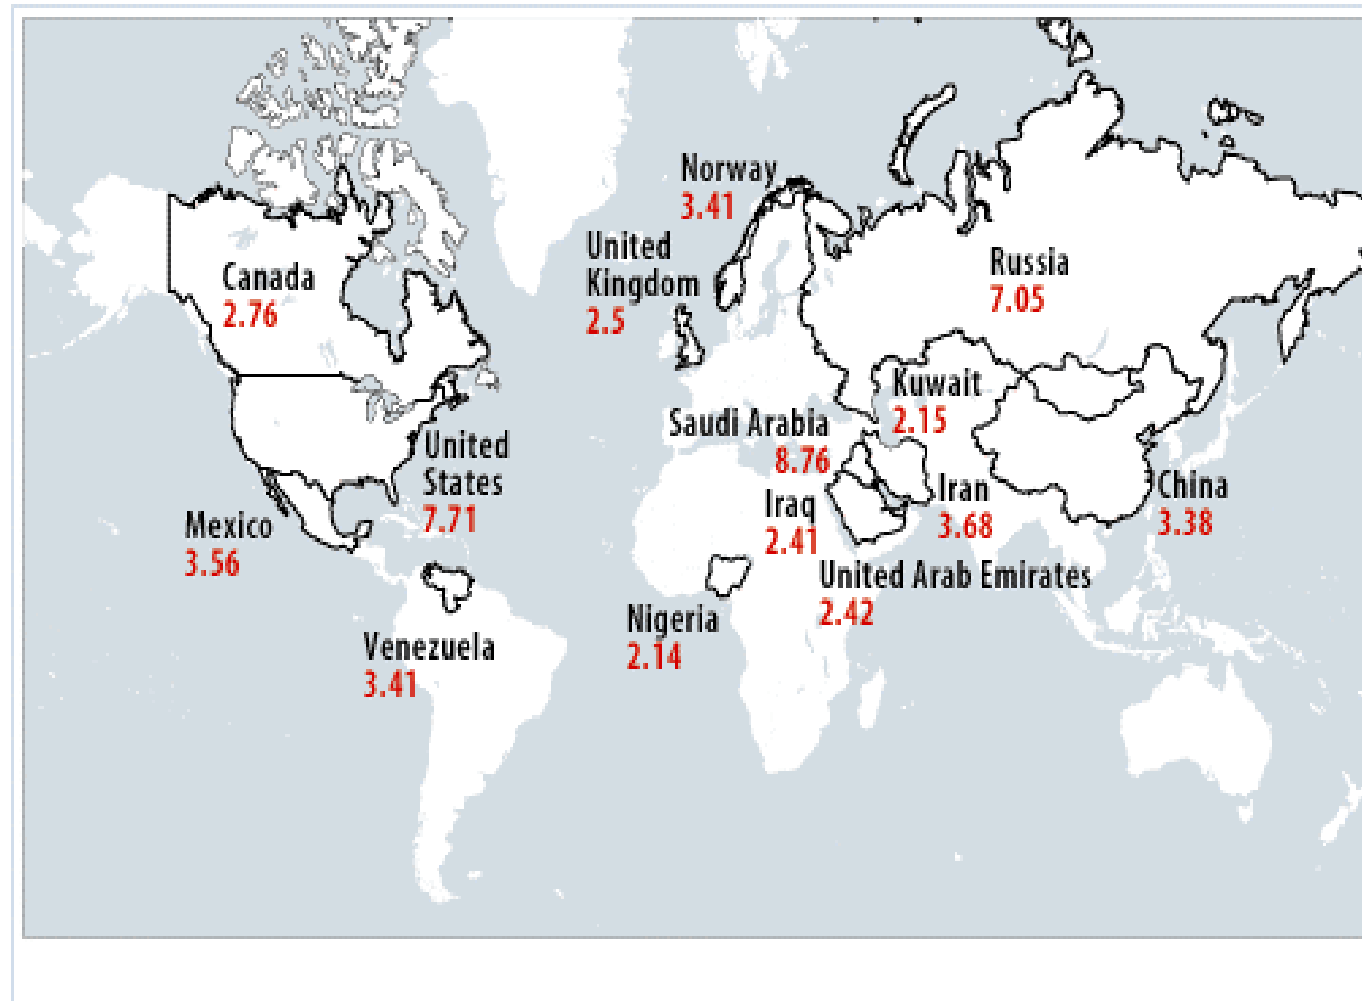 Norway
3.41
United
Kingdom
2.5
Canada
2.76
Russia
7.05
Kuwait
2.15
Saudi Arabia
8.76
United
States
7.71
Iraq
2.41
Iran
3.68
China
3.38
Mexico
3.56
United Arab Emirates
2.42
Nigeria
2.14
Venezuela
3.41